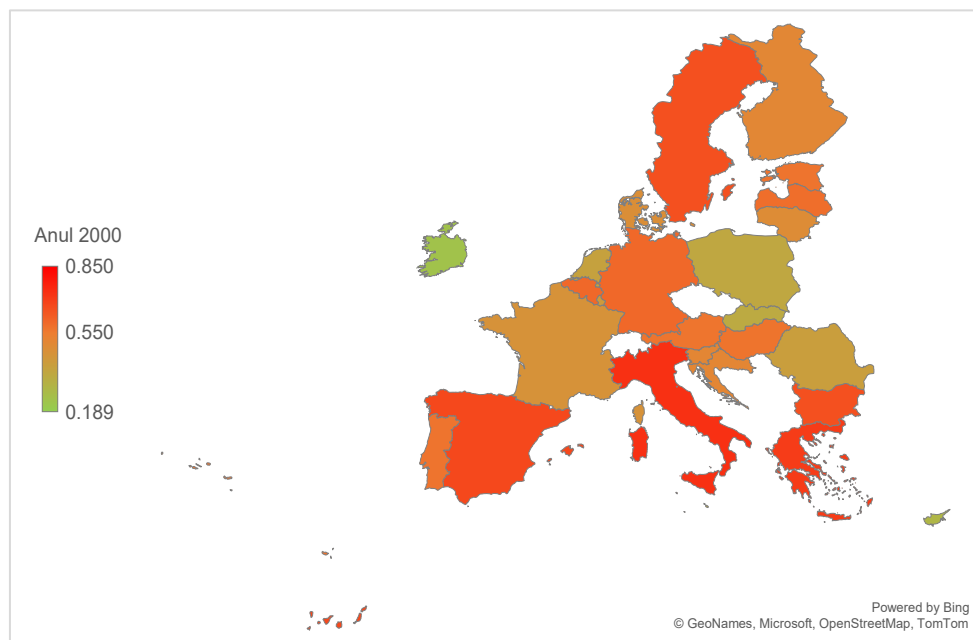 Anul 2000
0.850
0.550
0.189
Powered by Bing
© GeoNames, Microsoft, OpenStreetMap, TomTom